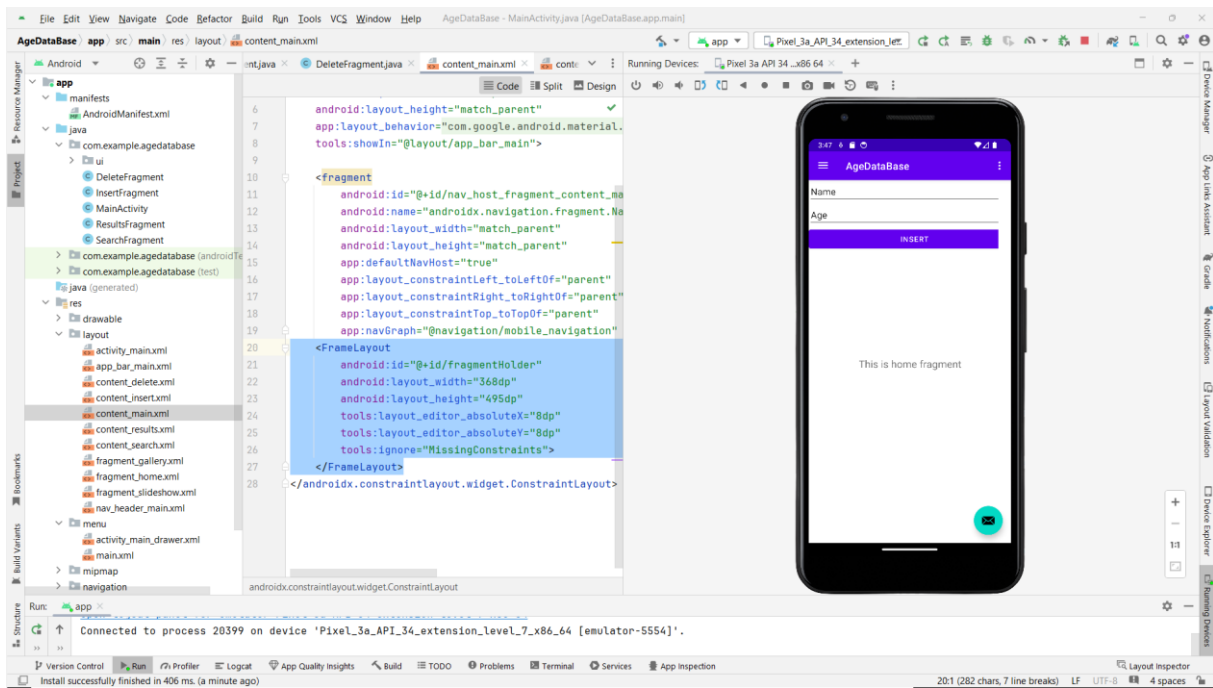 File Edit View Navigate Code Refactor Build Run Tools VCS Window Help AgeDataBase - MainActivity.java [AgeDataBase.app.main]
AgeDataBase app src main res layout content_main.xml
app
Pixel_3a_API_34_extension_le
Android
ent.java
DeleteFragment.java
content_main.xml
conte
Running Devices: Pixel 3a API 34 ...x86 64
Code Split Design
app
manifests
AndroidManifest.xml
java
com.example.agedatabase
ui
DeleteFragment
InsertFragment
MainActivity
ResultsFragment
SearchFragment
com.example.agedatabase (androidTe
com.example.agedatabase (test)
java (generated)
res
drawable
layout
activity_main.xml
app_bar_main.xml
content_delete.xml
content_insert.xml
content_main.xml
content_results.xml
content_search.xml
fragment_gallery.xml
fragment_home.xml
fragment_slideshow.xml
nav_header_main.xml
menu
activity_main_drawer.xml
main.xml
mipmap
navigation
6 android:layout_height="match_parent"
7 app:layout_behavior="com.google.android.material.
8 tools:showIn="@layout/app_bar_main">
9
10 <fragment
11 android:id="@+id/nav_host_fragment_content_ma
12 android:name="androidx.navigation.fragment.Na
13 android:layout_width="match_parent"
14 android:layout_height="match_parent"
15 app:defaultNavHost="true"
16 app:layout_constraintLeft_toLeftOf="parent"
17 app:layout_constraintRight_toRightOf="parent"
18 app:layout_constraintTop_toTopOf="parent"
19 app:navGraph="@navigation/mobile_navigation"
20 <FrameLayout
21 android:id="@+id/fragmentHolder"
22 android:layout_width="368dp"
23 android:layout_height="495dp"
24 tools:layout_editor_absoluteX="8dp"
25 tools:layout_editor_absoluteY="8dp"
26 tools:ignore="MissingConstraints">
27 </FrameLayout>
28 </androidx.constraintlayout.widget.ConstraintLayout>
androidx.constraintlayout.widget.ConstraintLayout
3:47
AgeDataBase
Name
Age
INSERT
This is home fragment
1:1
Resource Manager
Project
Bookmarks
Build Variants
Structure
Device Manager
App Links Assistant
Gradle
Notifications
Layout Validation
Device Explorer
Running Devices
Run: app
Connected to process 20399 on device 'Pixel_3a_API_34_extension_level_7_x86_64 [emulator-5554]'.
Version Control Run Profiler Logcat App Quality Insights Build TODO Problems Terminal Services App Inspection Layout Inspector
Install successfully finished in 406 ms. (a minute ago) 20:1 (282 chars, 7 line breaks) LF UTF-8 4 spaces